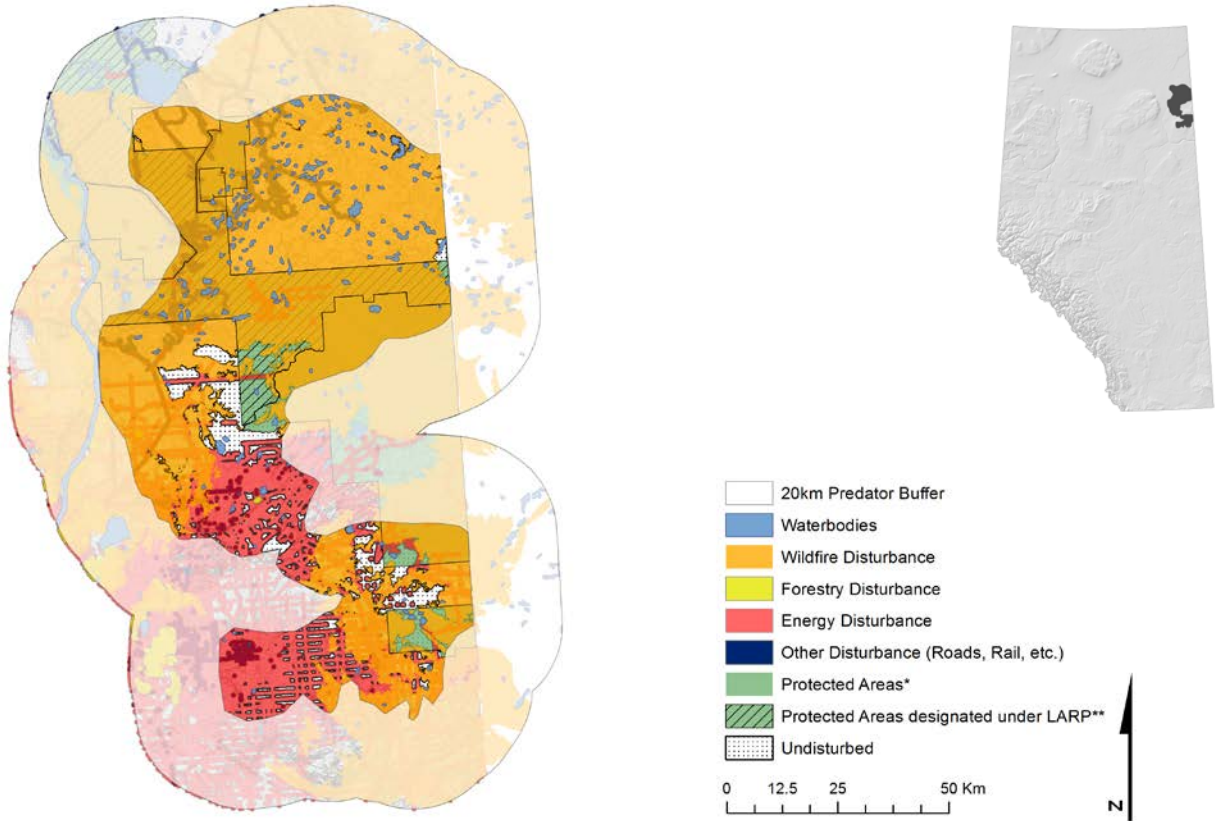 20km Predator Buffer
Waterbodies
Wildfire Disturbance
Forestry Disturbance
Energy Disturbance
Other Disturbance (Roads, Rail, etc.)
Protected Areas*
Protected Areas designated under LARP**
Undisturbed
0 12.5 25 50 Km
N